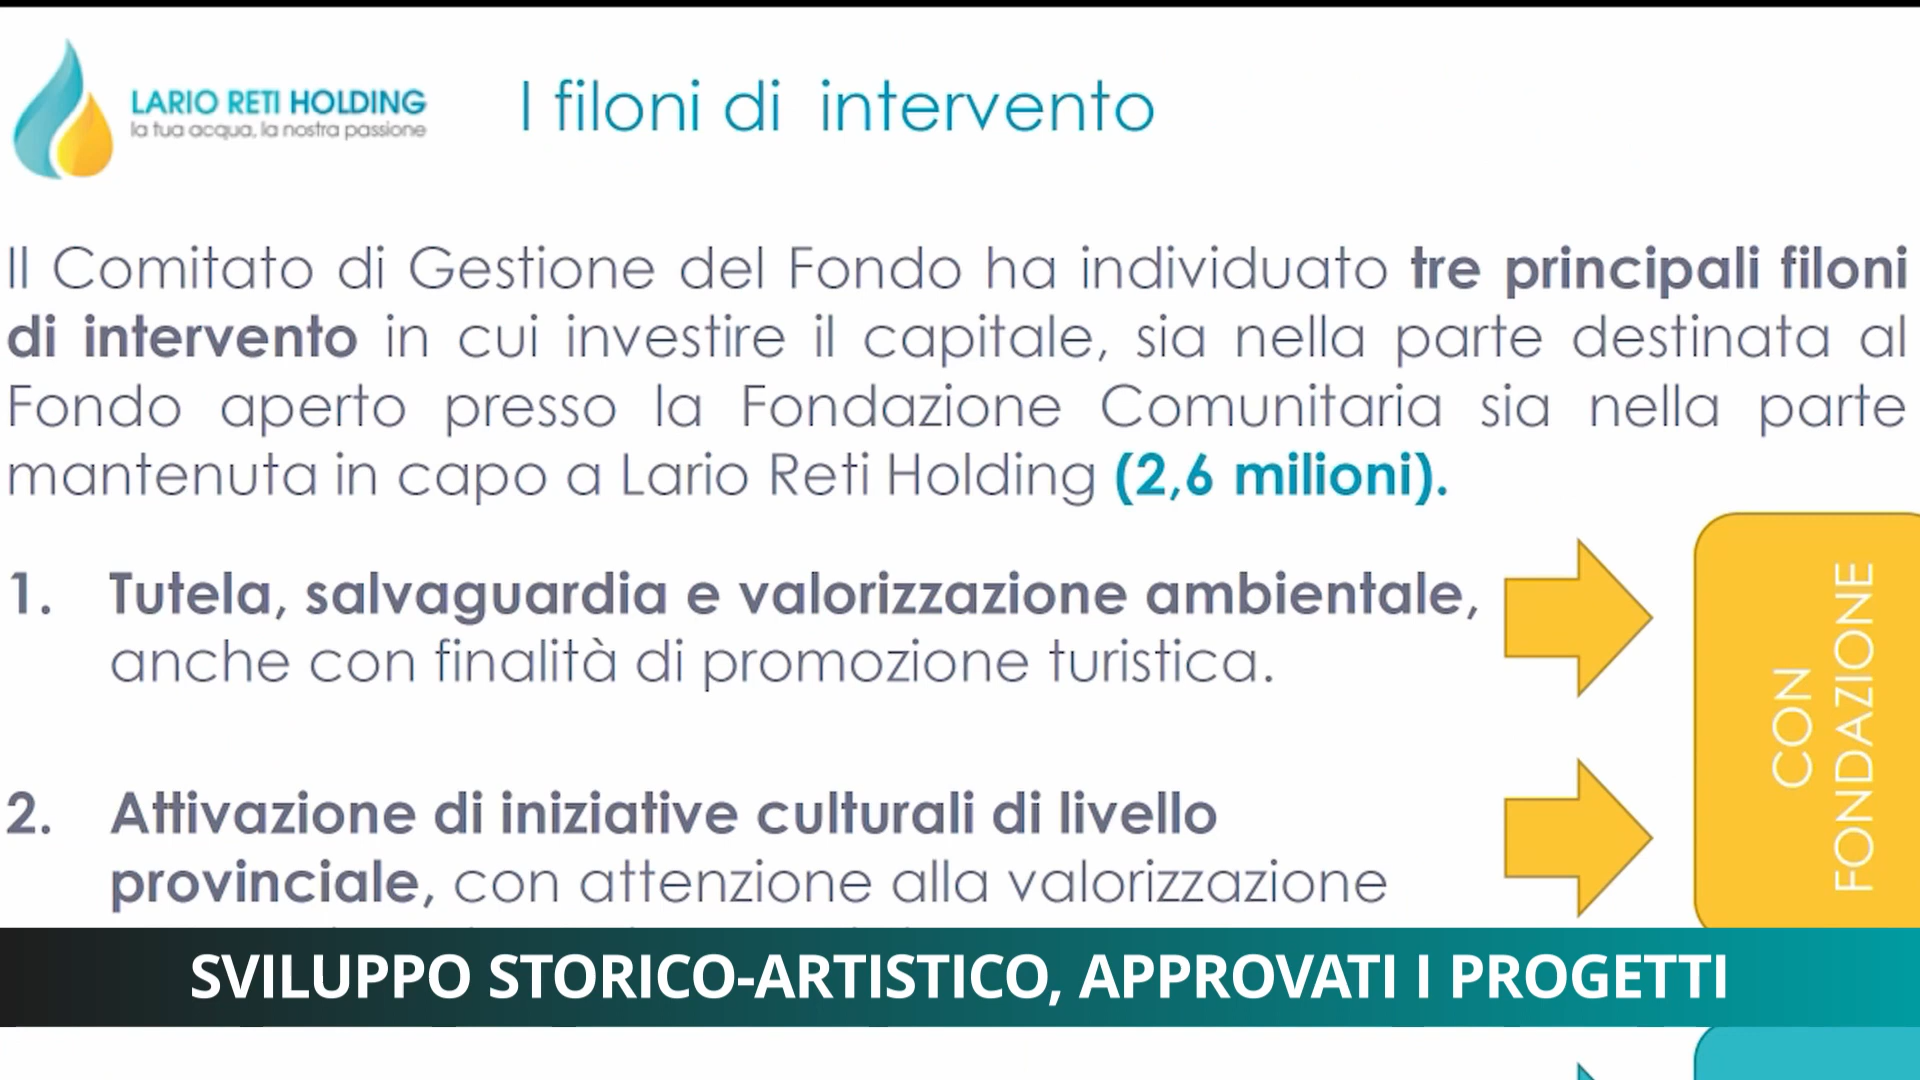 LARIO RETI HOLDING
la tua acqua, la nostra passione
I filoni di intervento
Il Comitato di Gestione del Fondo ha individuato tre principali filoni
di intervento in cui investire il capitale, sia nella parte destinata al
Fondo aperto presso la Fondazione Comunitaria sia nella parte
mantenuta in capo a Lario Reti Holding (2,6 milioni).
1. Tutela, salvaguardia e valorizzazione ambientale,
anche con finalità di promozione turistica.
2. Attivazione di iniziative culturali di livello
provinciale, con attenzione alla valorizzazione
CON
FONDAZIONE
SVILUPPO STORICO-ARTISTICO, APPROVATI I PROGETTI